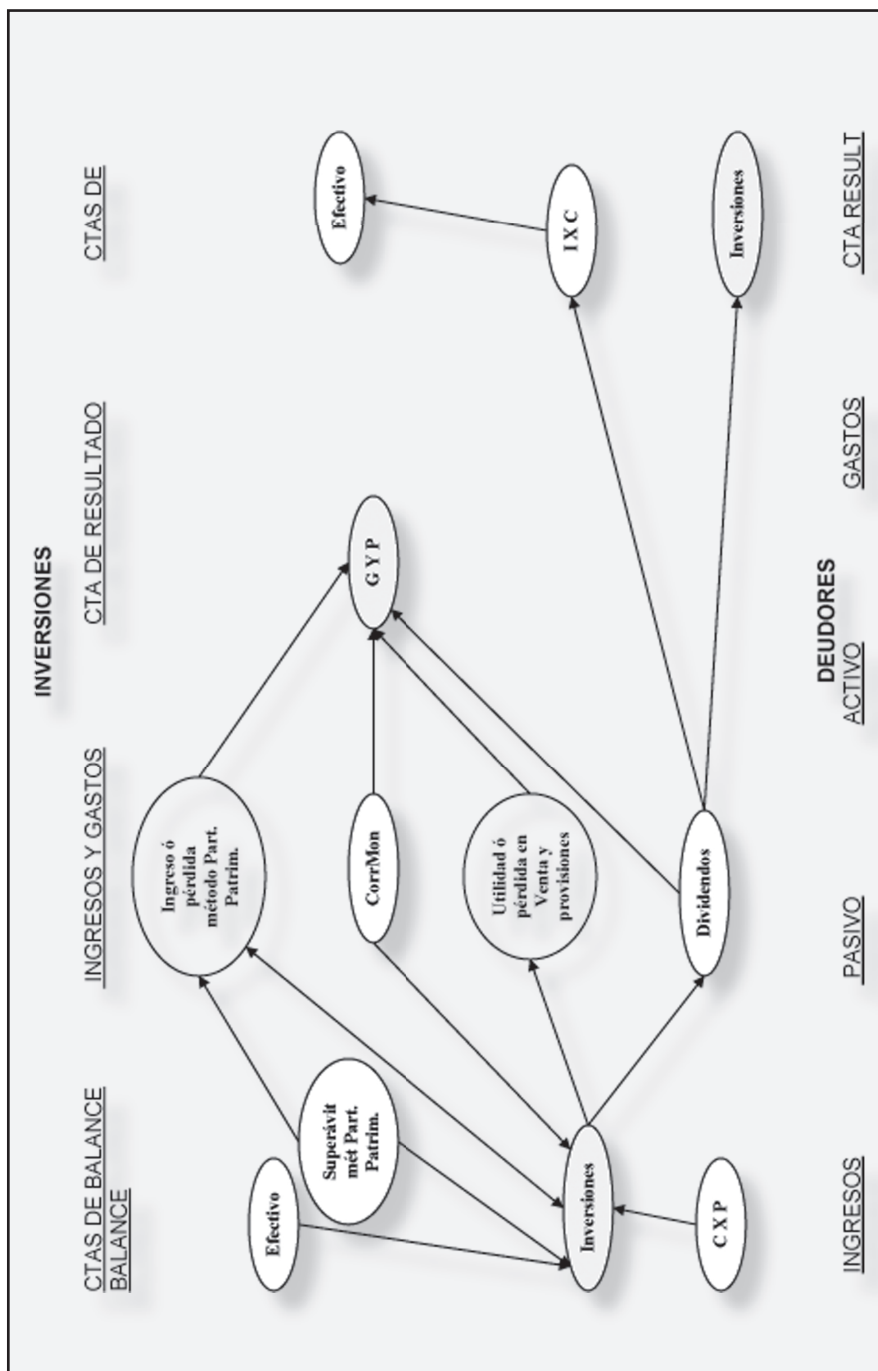 INVERSIONES
CTAS DE BALANCE
BALANCE
INGRESOS Y GASTOS
CTA DE RESULTADO
CTAS DE
Efectivo
Superávit
mét Part.
Patrim.
Inversiones
C X P
Ingreso ó
pérdida
método Part.
Patrim.
CorrMon
Utilidad ó
pérdida en
Venta y
provisiones
Dividendos
G Y P
Efectivo
I X C
Inversiones
DEUDORES
INGRESOS
PASIVO
ACTIVO
GASTOS
CTA RESULT